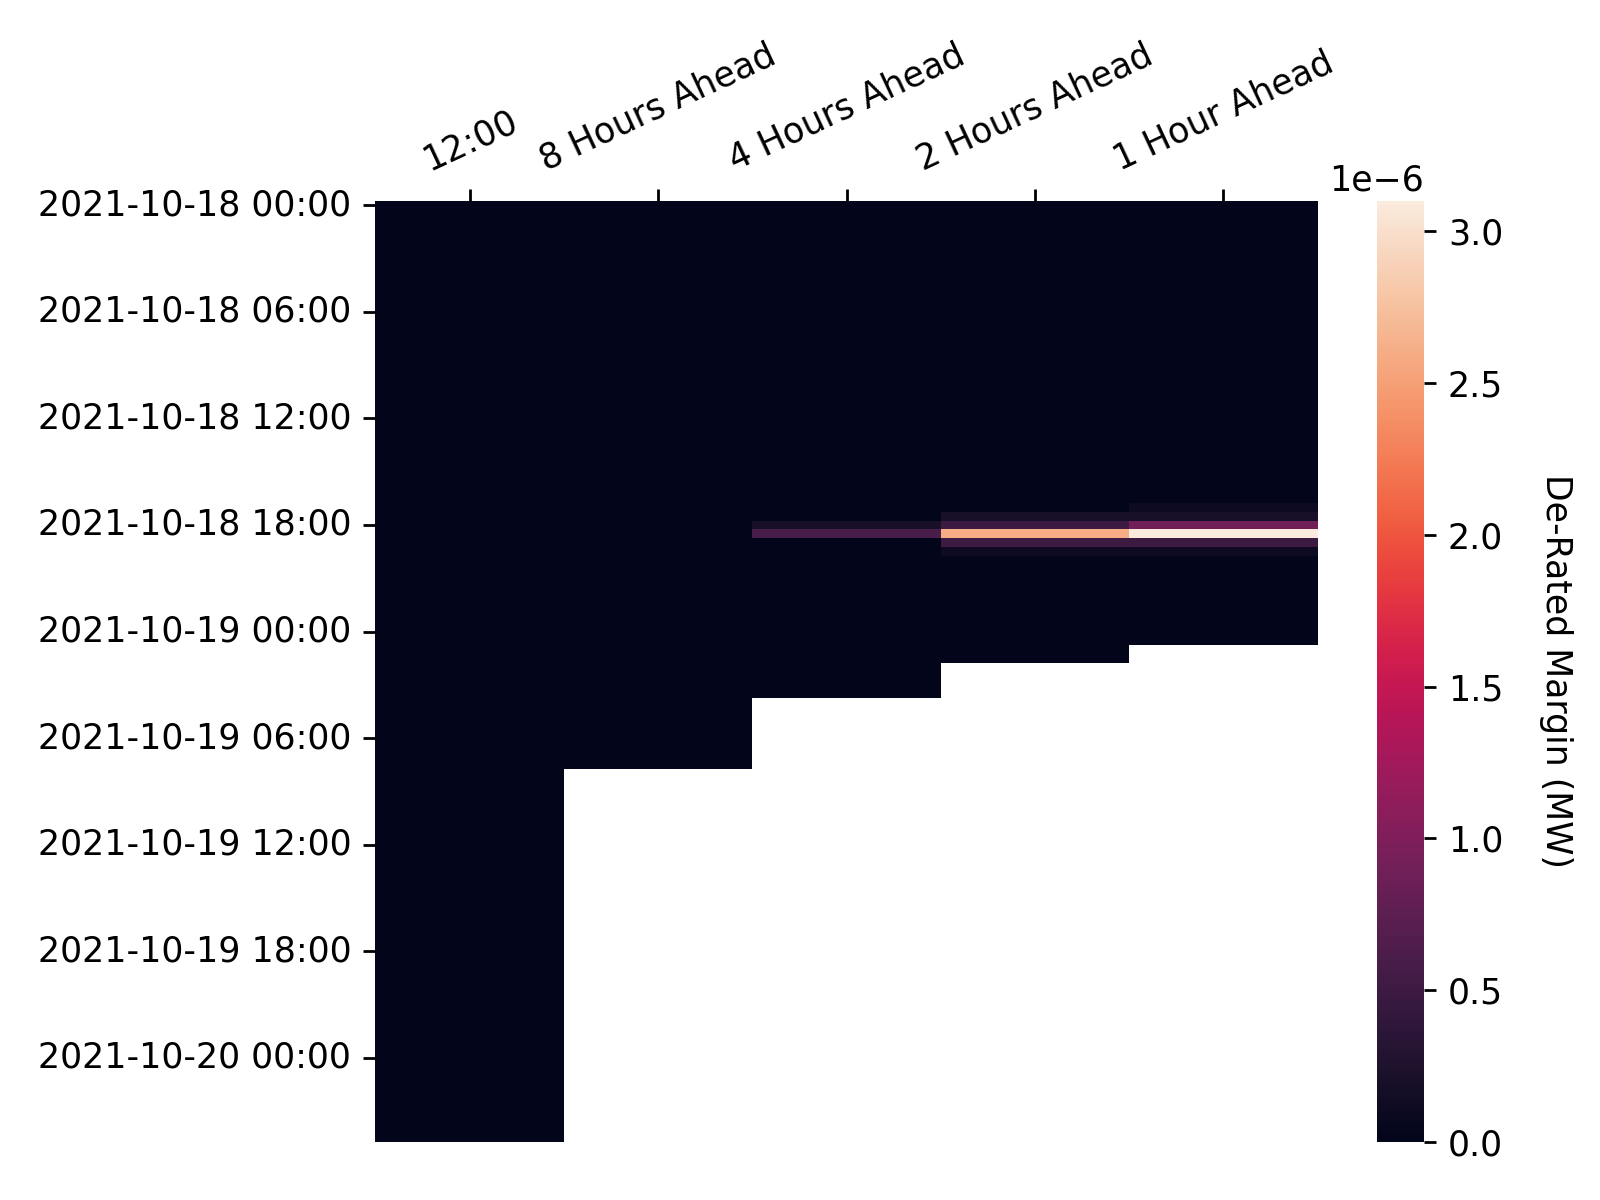 12:00
8 Hours Ahead
4 Hours Ahead
2 Hours Ahead
1 Hour Ahead
1e−6
2021-10-18 00:00
2021-10-18 06:00
2021-10-18 12:00
2021-10-18 18:00
2021-10-19 00:00
2021-10-19 06:00
2021-10-19 12:00
2021-10-19 18:00
2021-10-20 00:00
3.0
2.5
2.0
1.5
1.0
0.5
0.0
De-Rated Margin (MW)